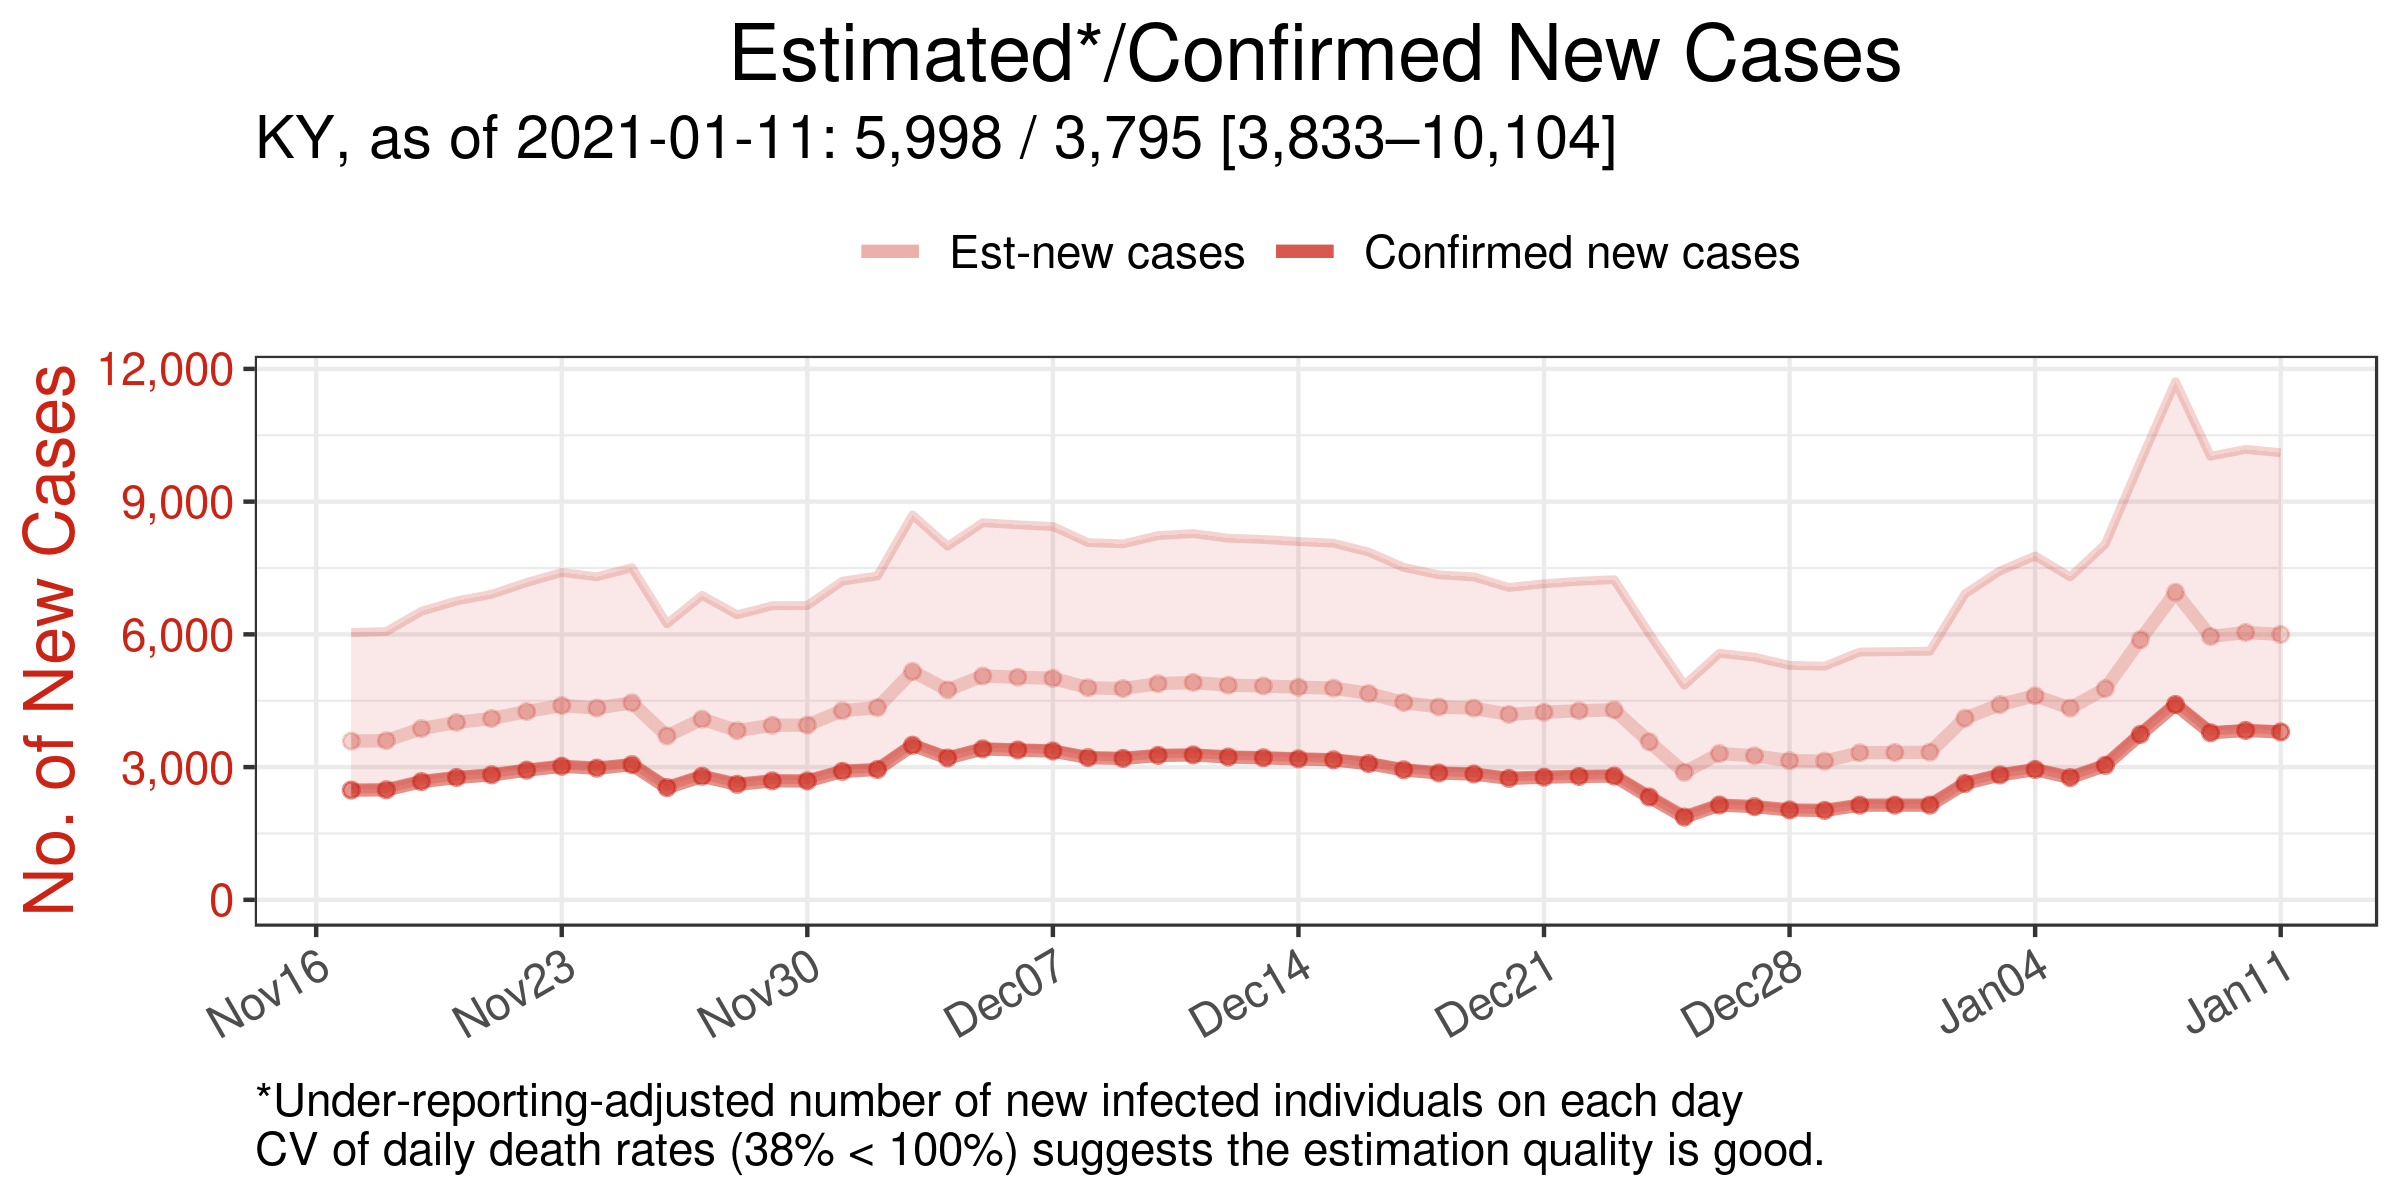 Estimated*/Confirmed New Cases
KY, as of 2021-01-11: 5,998 / 3,795 [3,833–10,104]
Est-new cases
Confirmed new cases
No. of New Cases
12,000
9,000
6,000
3,000
0
Nov16
Nov23
Nov30
Dec07
Dec14
Dec21
Dec28
Jan04
Jan11
*Under-reporting-adjusted number of new infected individuals on each day
CV of daily death rates (38% < 100%) suggests the estimation quality is good.